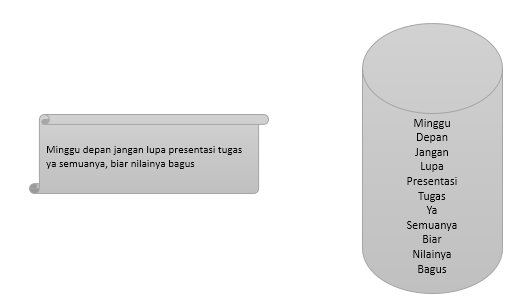 Minggu depan jangan lupa presentasi tugas
ya semuanya, biar nilainya bagus
Minggu
Depan
Jangan
Lupa
Presentasi
Tugas
Ya
Semuanya
Biar
Nilainya
Bagus